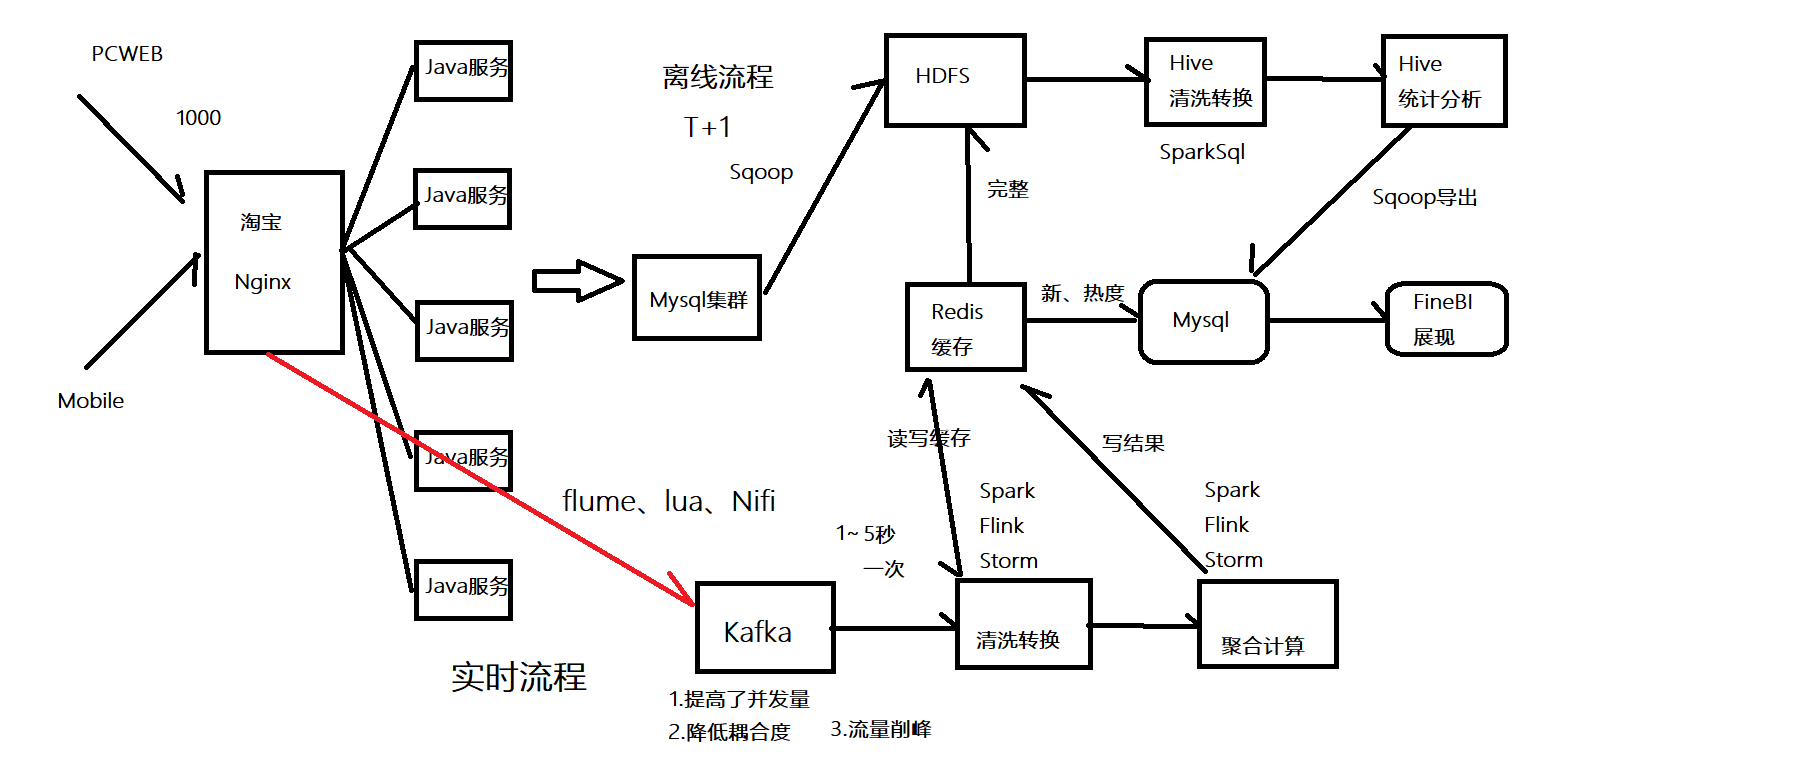 PCWEB
1000
Mobile
淘宝
Nginx
Java服务
Java服务
Java服务
Java服务
Java服务
离线流程
T+1
Sqoop
Mysql集群
HDFS
Hive
清洗转换
SparkSql
Hive
统计分析
Sqoop导出
完整
Redis
缓存
新、热度
Mysql
FineBI
展现
读写缓存
写结果
flume、lua、Nifi
1~ 5秒
一次
Spark
Flink
Storm
Spark
Flink
Storm
Kafka
清洗转换
聚合计算
实时流程
1.提高了并发量
2.降低耦合度
3.流量削峰